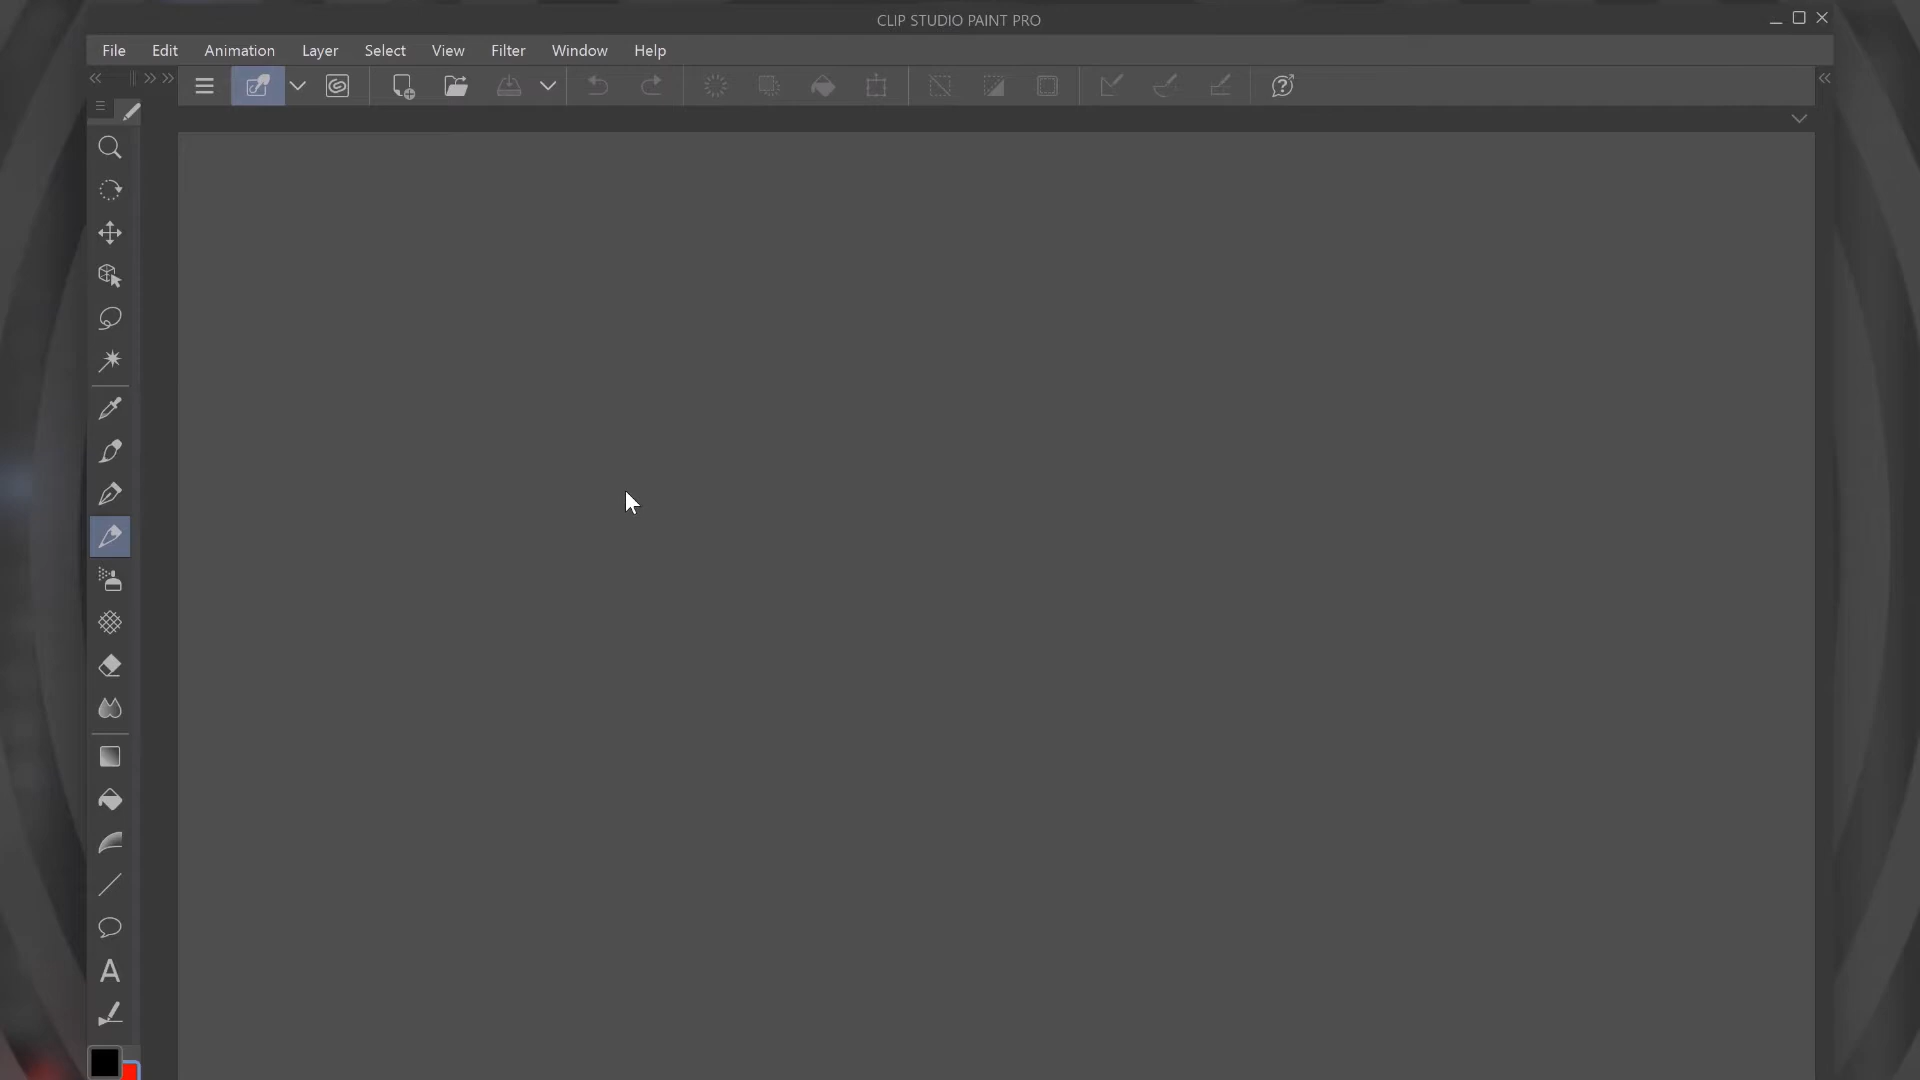 CLIP STUDIO PAINT PRO
File Edit Animation Layer Select View Filter Window Help
A